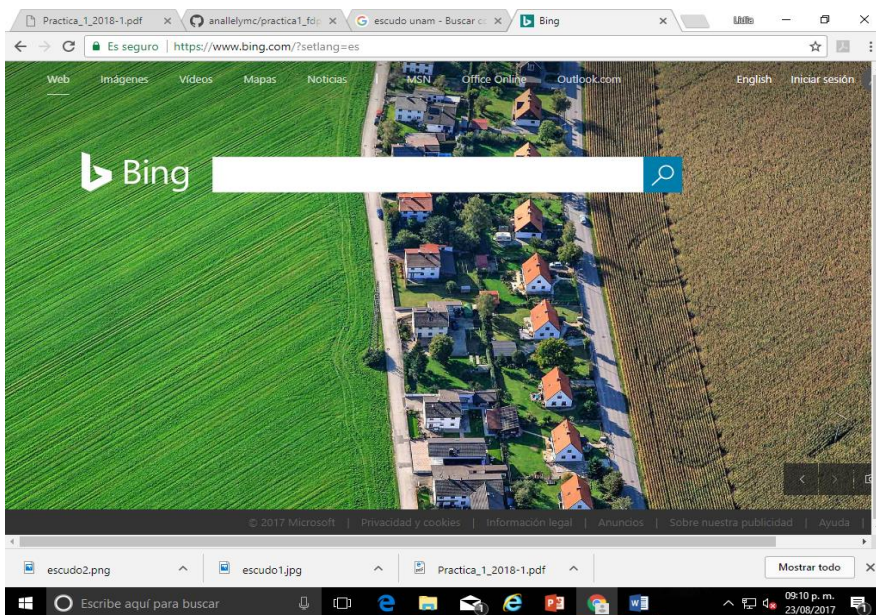 Practica_1_2018-1.pdf
anallelymc/practica1_fdp
escudo unam - Buscar co
Bing
Es seguro | https://www.bing.com/?setlang=es
Web Imágenes Vídeos Mapas Noticias MSN Office Online Outlook.com English Iniciar sesión
Bing
© 2017 Microsoft | Privacidad y cookies | Información legal | Anuncios | Sobre nuestra publicidad | Ayuda |
escudo2.png escudo1.jpg Practica_1_2018-1.pdf Mostrar todo
Escribe aquí para buscar
09:10 p. m.
23/08/2017